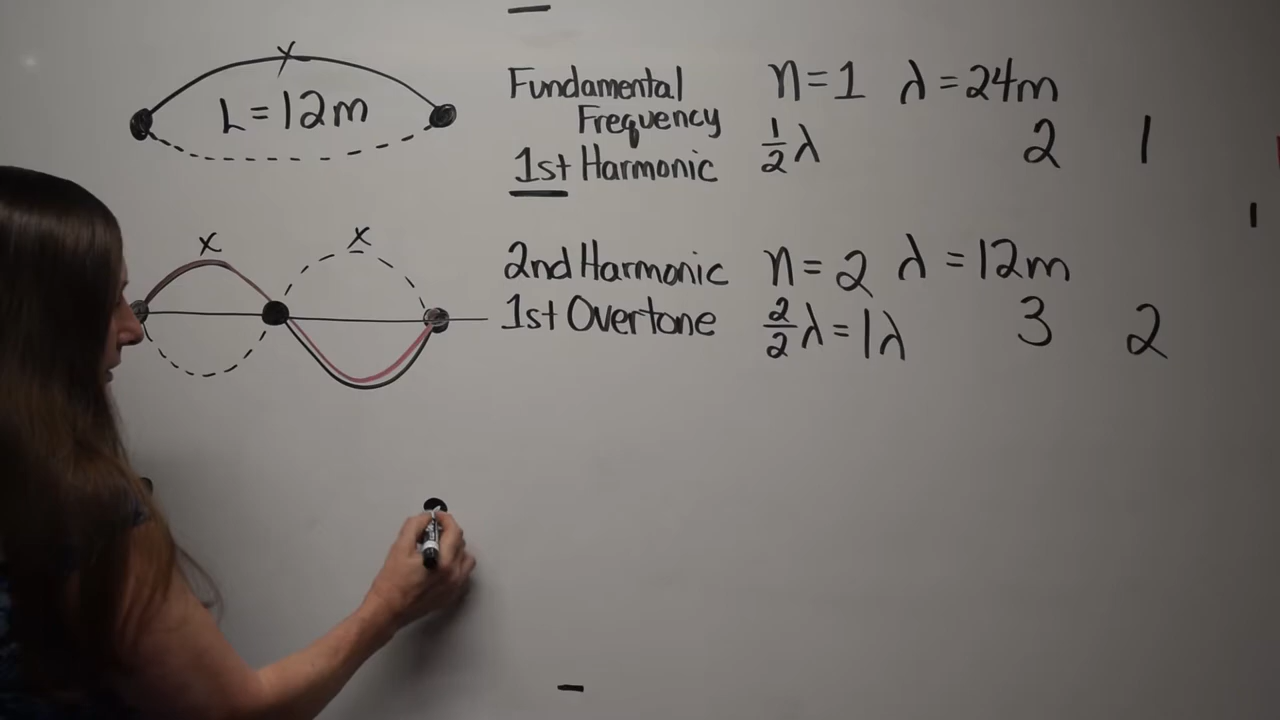 x
L = 12m
Fundamental Frequency n = 1 λ = 24m
1st Harmonic ½λ 2 1
x x
2nd Harmonic n = 2 λ = 12m
1st Overtone 2/2 λ = 1λ 3 2